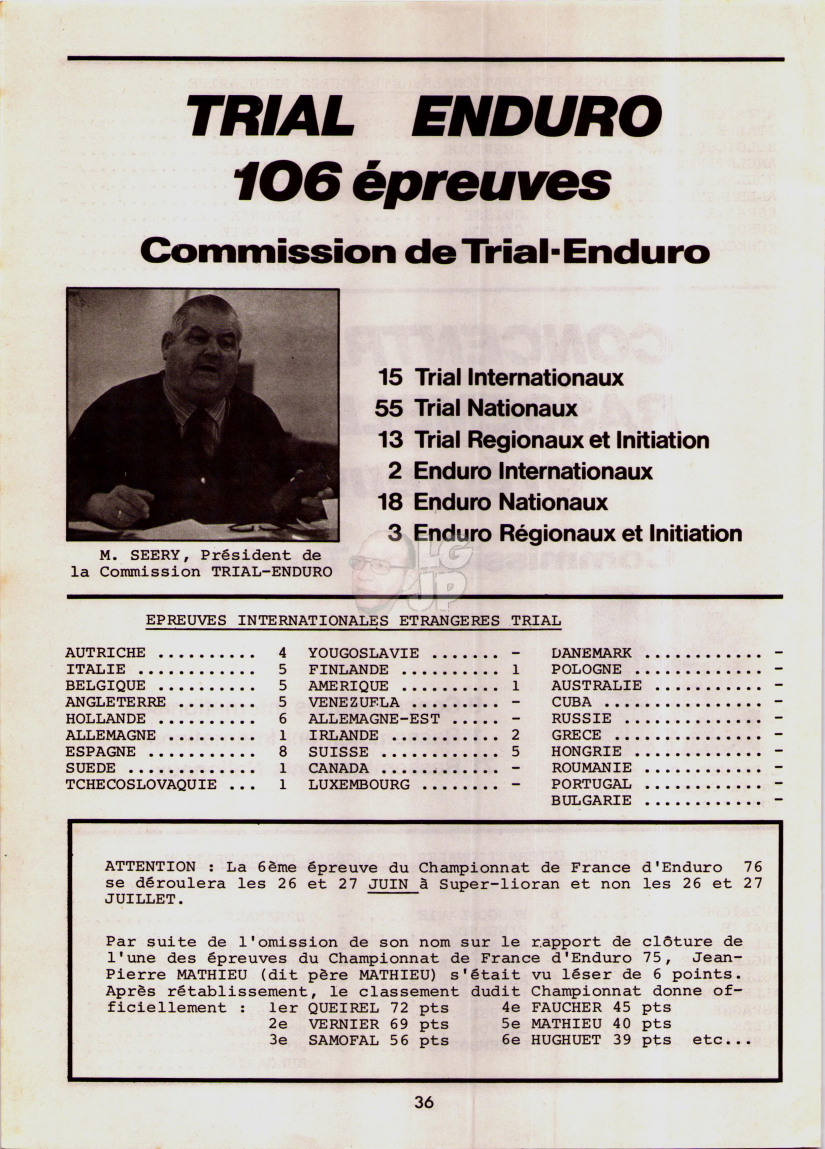 TRIAL ENDURO
106 épreuves
Commission de Trial-Enduro
15 Trial Internationaux
55 Trial Nationaux
13 Trial Regionaux et Initiation
2 Enduro Internationaux
18 Enduro Nationaux
3 Enduro Régionaux et Initiation
M. SEERY, Président de
la Commission TRIAL-ENDURO
LG
JP
EPREUVES INTERNATIONALES ETRANGERES TRIAL
AUTRICHE .......... 4 YOUGOSLAVIE ....... - DANEMARK ............ -
ITALIE ............ 5 FINLANDE .......... 1 POLOGNE ............. -
BELGIQUE .......... 5 AMERIQUE .......... 1 AUSTRALIE ........... -
ANGLETERRE ........ 5 VENEZUELA ......... - CUBA ................ -
HOLLANDE .......... 6 ALLEMAGNE-EST ..... - RUSSIE .............. -
ALLEMAGNE ......... 1 IRLANDE ........... 2 GRECE ............... -
ESPAGNE ........... 8 SUISSE ............ 5 HONGRIE ............. -
SUEDE ............. 1 CANADA ............ - ROUMANIE ............ -
TCHECOSLOVAQUIE ... 1 LUXEMBOURG ........ - PORTUGAL ............ -
BULGARIE ............ -
ATTENTION : La 6ème épreuve du Championnat de France d'Enduro 76
se déroulera les 26 et 27 JUIN à Super-lioran et non les 26 et 27
JUILLET.
Par suite de l'omission de son nom sur le rapport de clôture de
l'une des épreuves du Championnat de France d'Enduro 75, Jean-
Pierre MATHIEU (dit père MATHIEU) s'était vu léser de 6 points.
Après rétablissement, le classement dudit Championnat donne of-
ficiellement : 1er QUEIREL 72 pts 4e FAUCHER 45 pts
2e VERNIER 69 pts 5e MATHIEU 40 pts
3e SAMOFAL 56 pts 6e HUGHUET 39 pts etc...
36